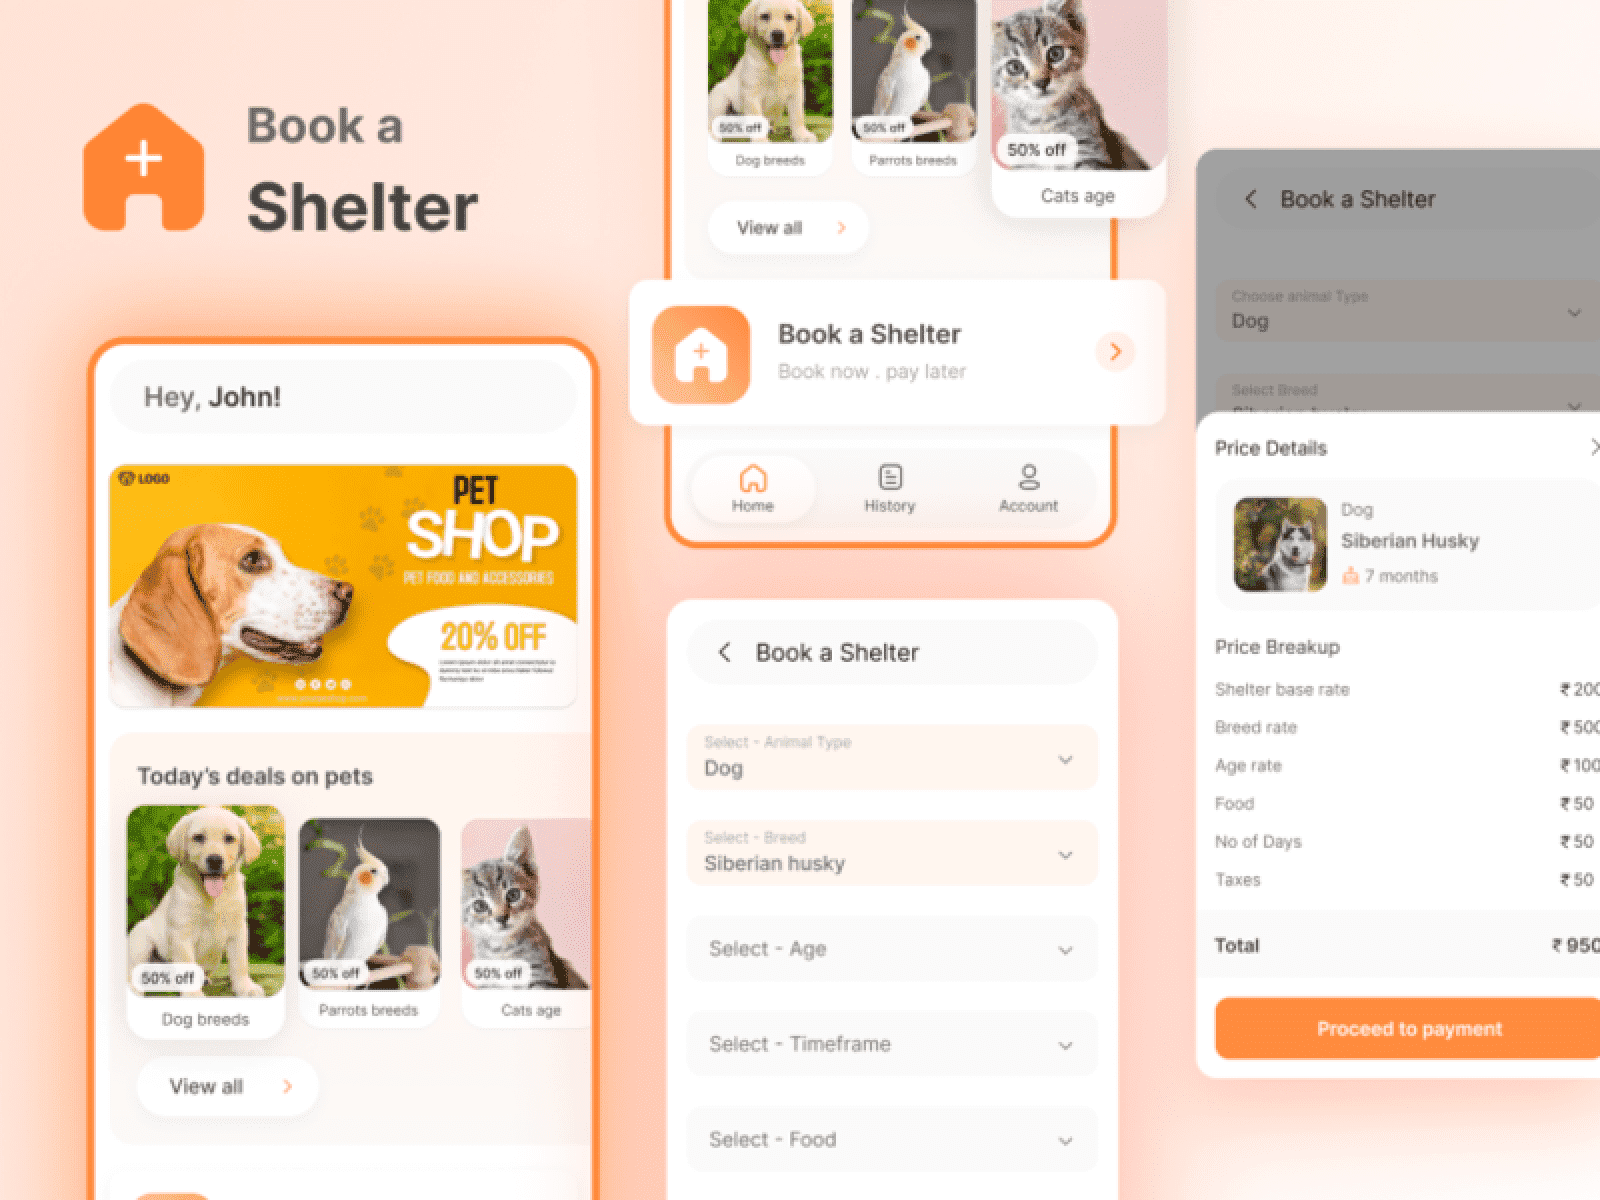 Book a
Shelter
Hey, John!
LOGO
PET
SHOP
PET FOOD AND ACCESSORIES
20% OFF
Today's deals on pets
50% off
Dog breeds
50% off
Parrots breeds
50% off
Cats age
View all
50% off
Dog breeds
50% off
Parrots breeds
50% off
Cats age
View all
Book a Shelter
Book now . pay later
Home
History
Account
Book a Shelter
Select - Animal Type
Dog
Select - Breed
Siberian husky
Select - Age
Select - Timeframe
Select - Food
Book a Shelter
Choose animal Type
Dog
Select Breed
Siberian husky
Price Details
Dog
Siberian Husky
7 months
Price Breakup
Shelter base rate ₹ 200
Breed rate ₹ 500
Age rate ₹ 100
Food ₹ 50
No of Days ₹ 50
Taxes ₹ 50
Total ₹ 950
Proceed to payment